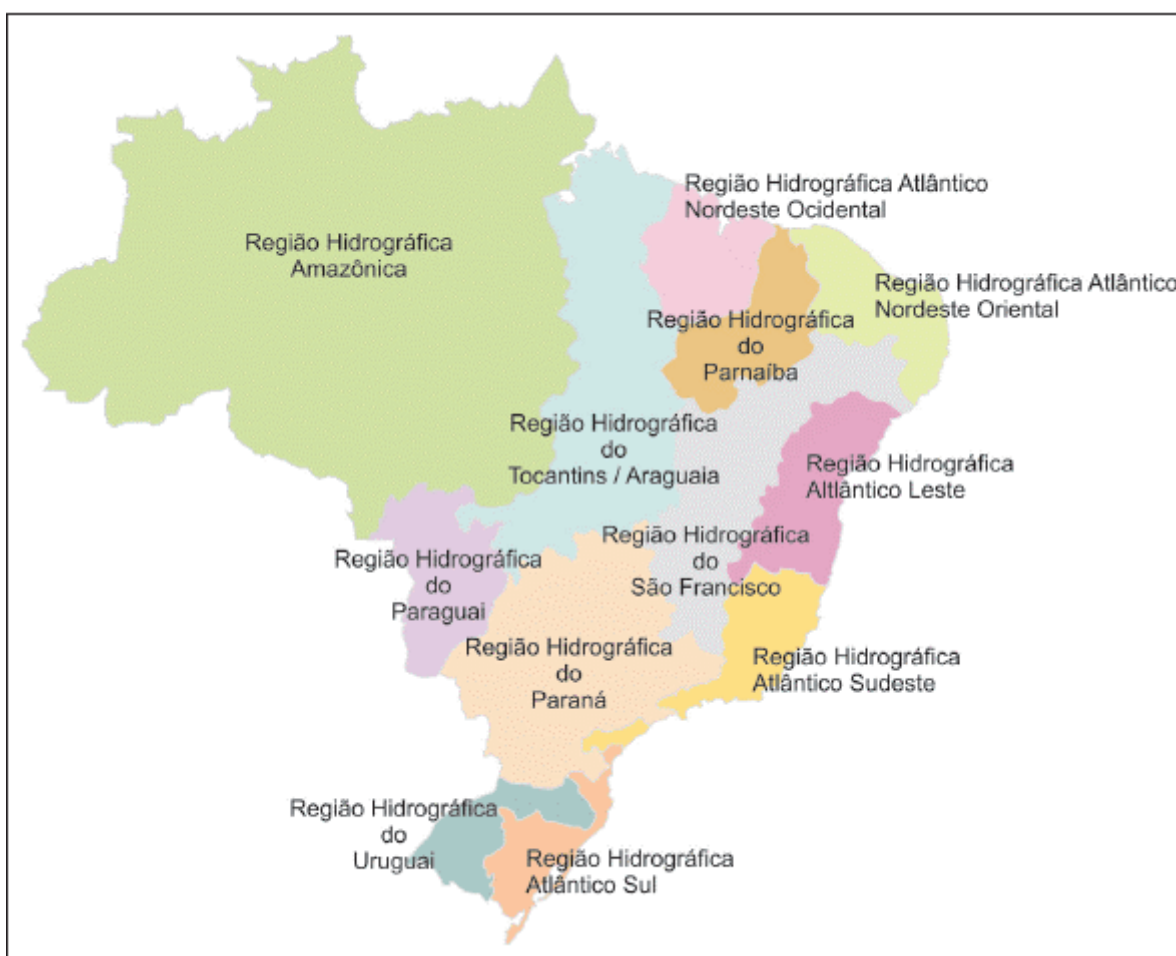 Região Hidrográfica Atlântico
Nordeste Ocidental
Região Hidrográfica
Amazônica
Região Hidrográfica Atlântico
Nordeste Oriental
Região Hidrográfica
do
Parnaíba
Região Hidrográfica
do
Tocantins / Araguaia
Região Hidrográfica
Altlântico Leste
Região Hidrográfica
do
São Francisco
Região Hidrográfica
do
Paraguai
Região Hidrográfica
do
Paraná
Região Hidrográfica
Atlântico Sudeste
Região Hidrográfica
do
Uruguai
Região Hidrográfica
Atlântico Sul